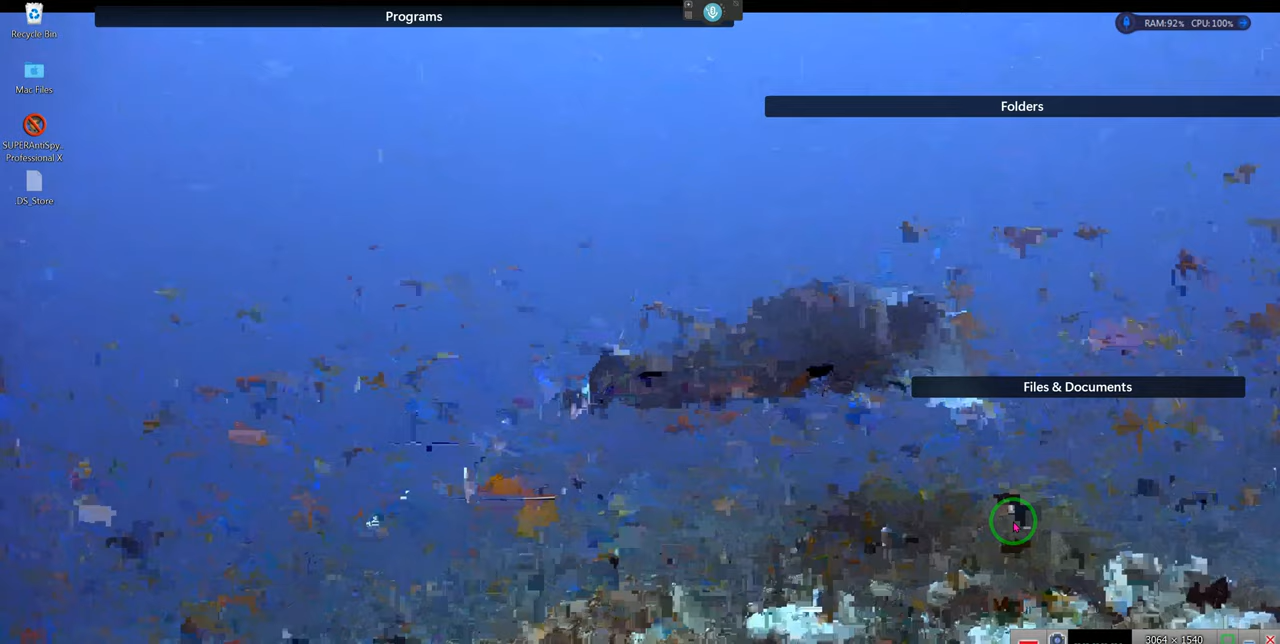 Programs
RAM:92% CPU:100%
Recycle Bin
Mac Files
Folders
SUPERAntiSpy...
Professional X
.DS_Store
Files & Documents
3064 × 1540